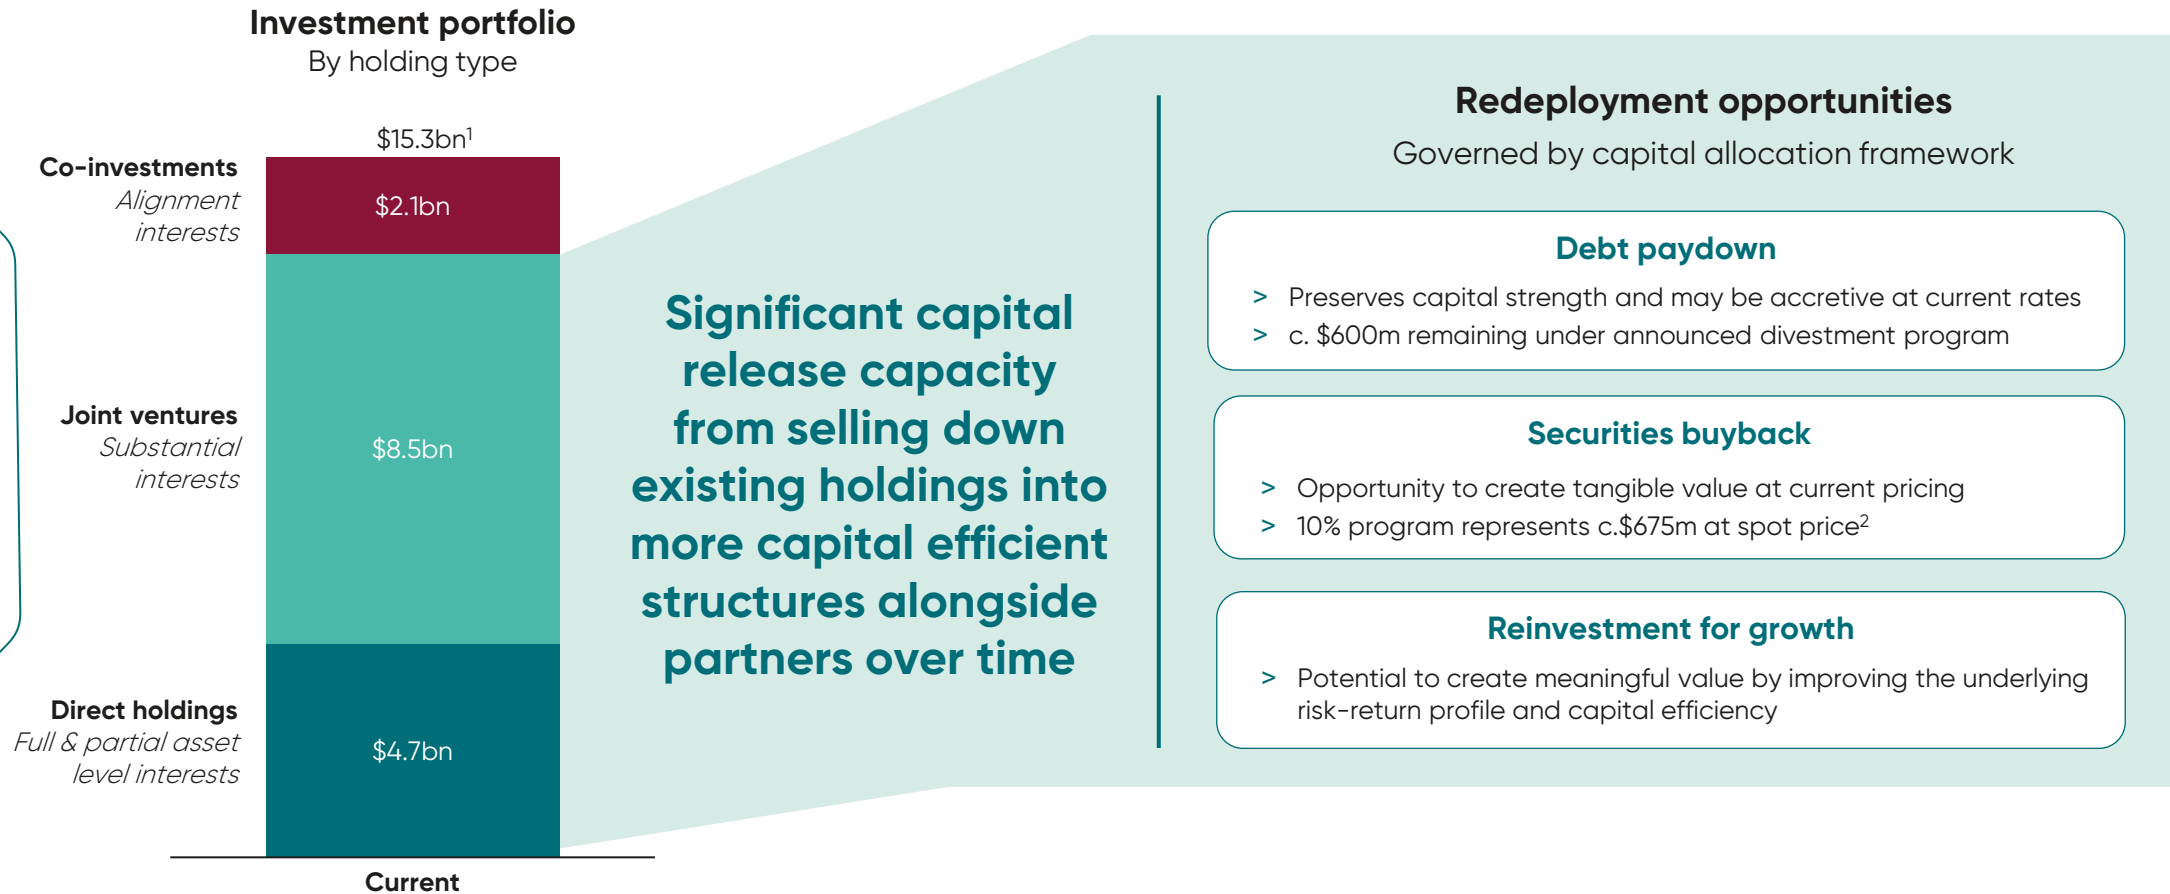 Investment portfolio
By holding type
$15.3bn¹
Co-investments
Alignment
interests
$2.1bn
Joint ventures
Substantial
interests
$8.5bn
Direct holdings
Full & partial asset
level interests
$4.7bn
Current
Significant capital
release capacity
from selling down
existing holdings into
more capital efficient
structures alongside
partners over time
Redeployment opportunities
Governed by capital allocation framework
Debt paydown
> Preserves capital strength and may be accretive at current rates
> c. $600m remaining under announced divestment program
Securities buyback
> Opportunity to create tangible value at current pricing
> 10% program represents c.$675m at spot price²
Reinvestment for growth
> Potential to create meaningful value by improving the underlying
risk-return profile and capital efficiency